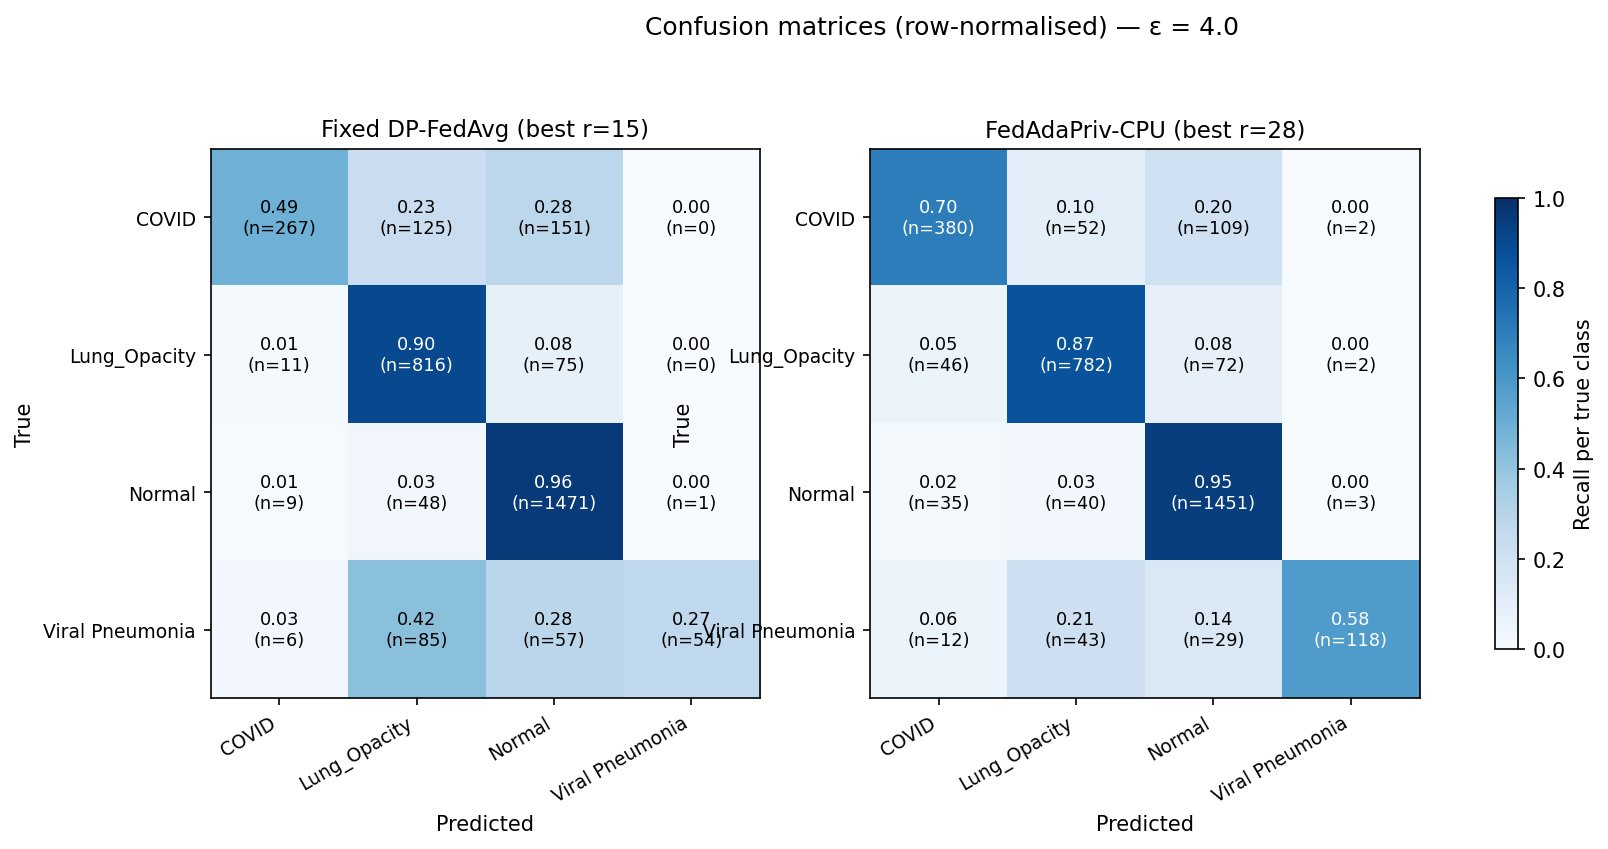 Confusion matrices (row-normalised) — ε = 4.0
Fixed DP-FedAvg (best r=15)
True
COVID
0.49
(n=267)
0.23
(n=125)
0.28
(n=151)
0.00
(n=0)
Lung_Opacity
0.01
(n=11)
0.90
(n=816)
0.08
(n=75)
0.00
(n=0)
Normal
0.01
(n=9)
0.03
(n=48)
0.96
(n=1471)
0.00
(n=1)
Viral Pneumonia
0.03
(n=6)
0.42
(n=85)
0.28
(n=57)
0.27
(n=54)
COVID
Lung_Opacity
Normal
Viral Pneumonia
Predicted
FedAdaPriv-CPU (best r=28)
True
COVID
0.70
(n=380)
0.10
(n=52)
0.20
(n=109)
0.00
(n=2)
Lung_Opacity
0.05
(n=46)
0.87
(n=782)
0.08
(n=72)
0.00
(n=2)
Normal
0.02
(n=35)
0.03
(n=40)
0.95
(n=1451)
0.00
(n=3)
Viral Pneumonia
0.06
(n=12)
0.21
(n=43)
0.14
(n=29)
0.58
(n=118)
COVID
Lung_Opacity
Normal
Viral Pneumonia
Predicted
1.0
0.8
0.6
0.4
0.2
0.0
Recall per true class